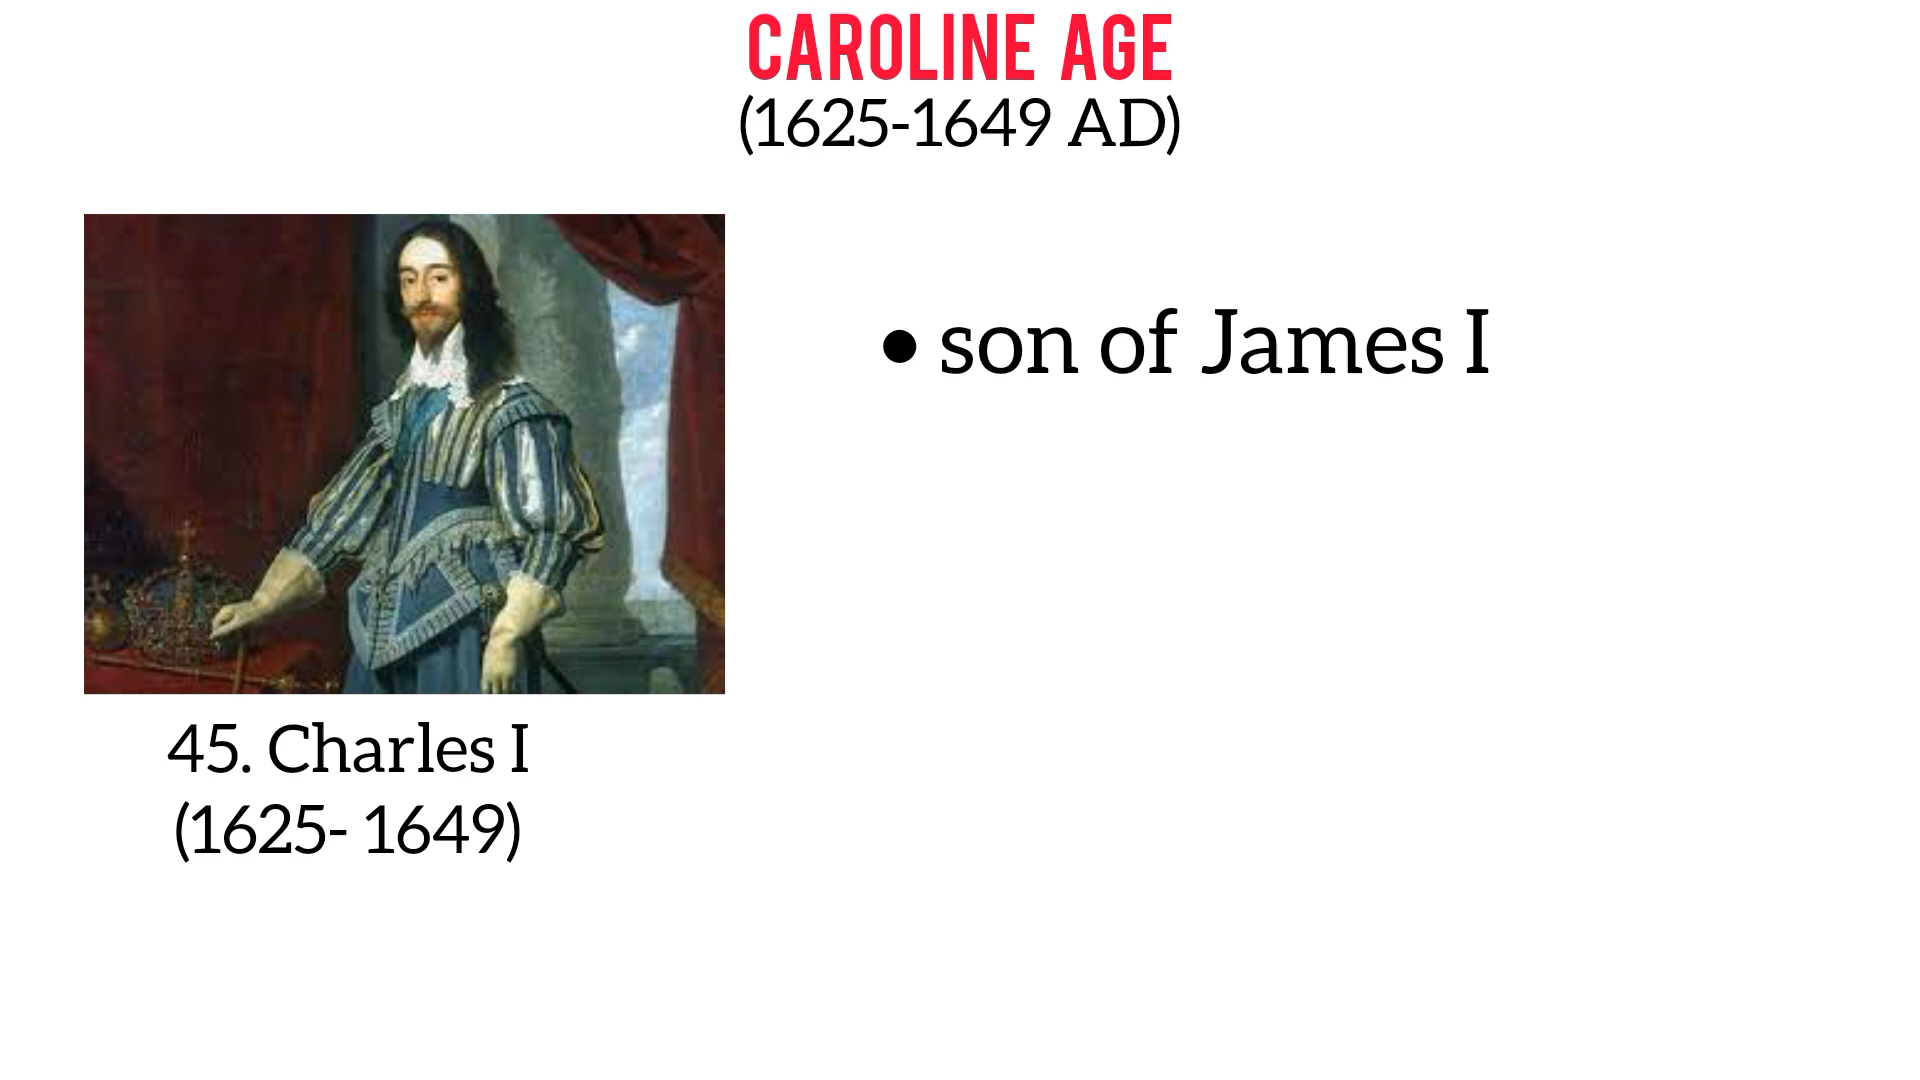 CAROLINE AGE
(1625-1649 AD)
• son of James I
45. Charles I
(1625- 1649)